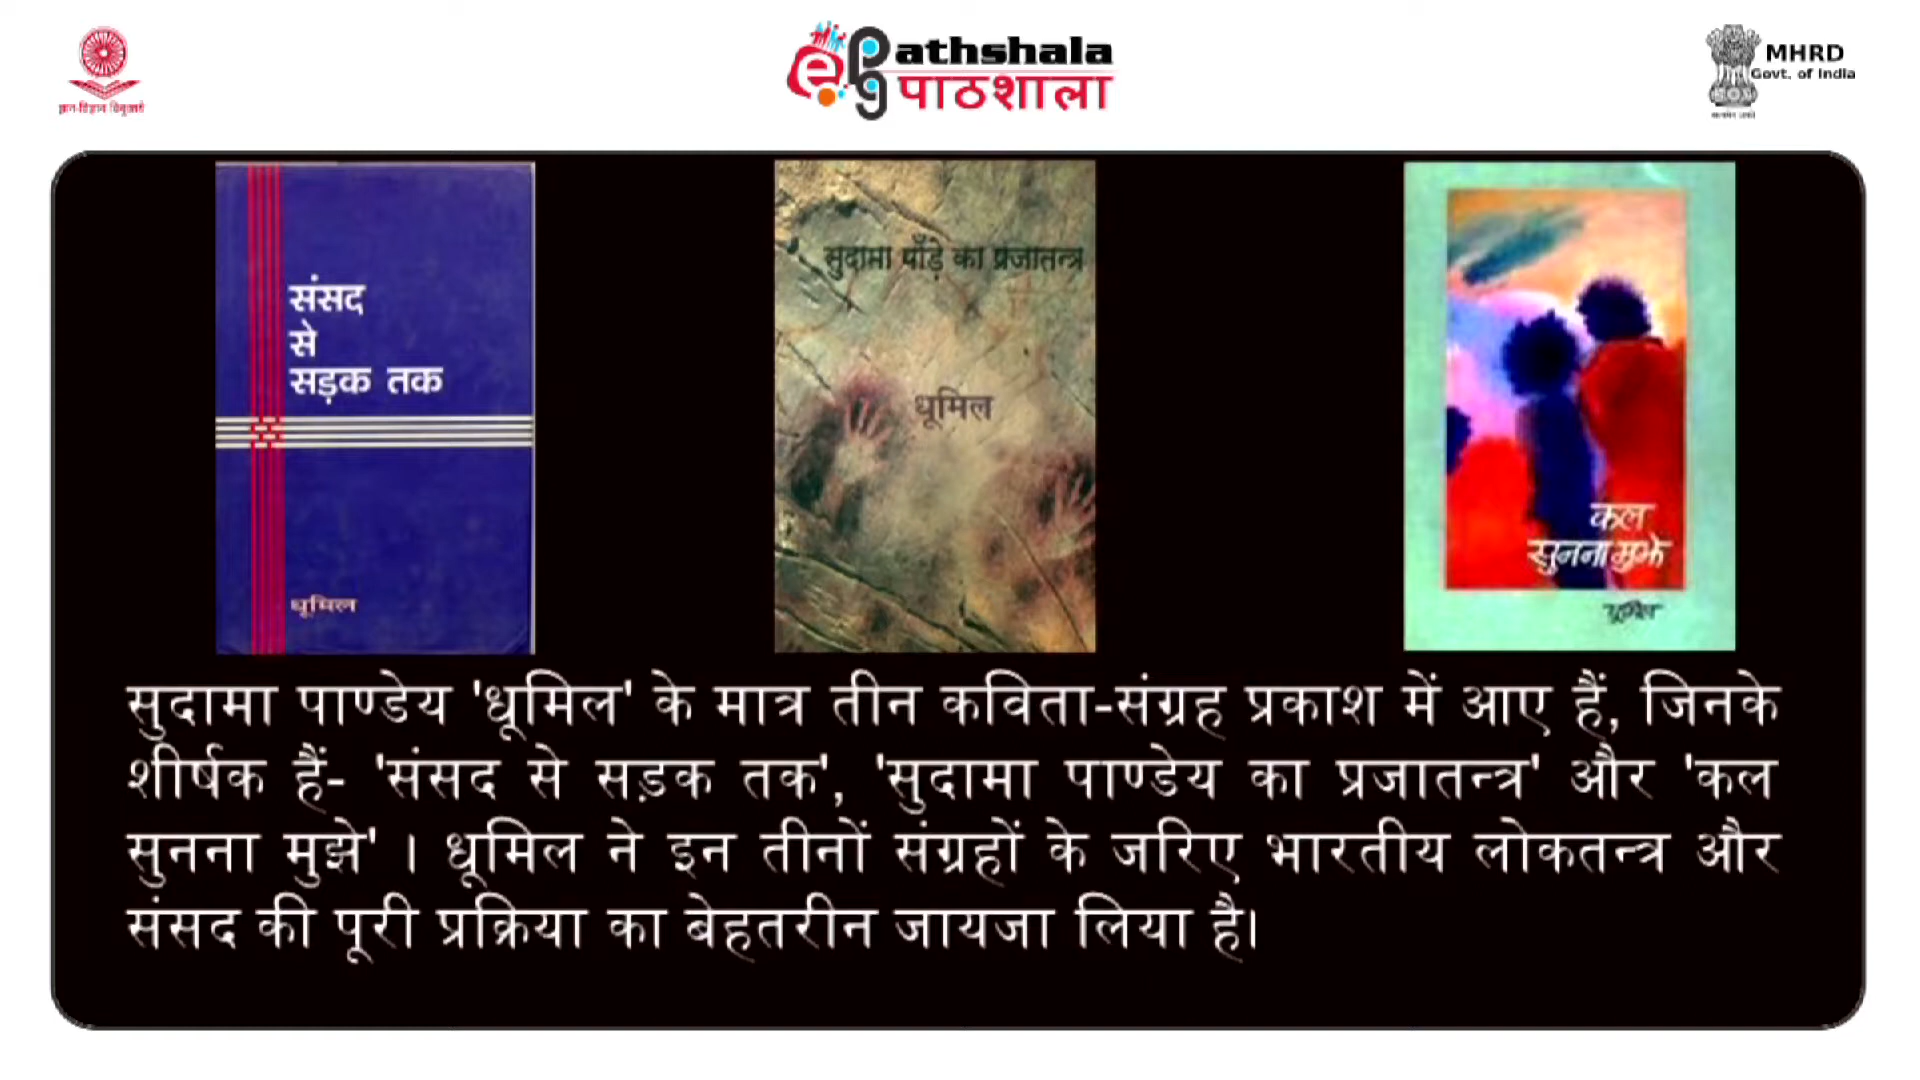 ज्ञान-विज्ञान विमुक्तये
athshala
पाठशाला
MHRD
Govt. of India
संसद
से
सड़क तक
धूमिल
सुदामा पाँड़े का प्रजातन्त्र
धूमिल
कल
सुनना मुझे
धूमिल
सुदामा पाण्डेय 'धूमिल' के मात्र तीन कविता-संग्रह प्रकाश में आए हैं, जिनके
शीर्षक हैं- 'संसद से सड़क तक', 'सुदामा पाण्डेय का प्रजातन्त्र' और 'कल
सुनना मुझे' । धूमिल ने इन तीनों संग्रहों के जरिए भारतीय लोकतन्त्र और
संसद की पूरी प्रक्रिया का बेहतरीन जायजा लिया है।